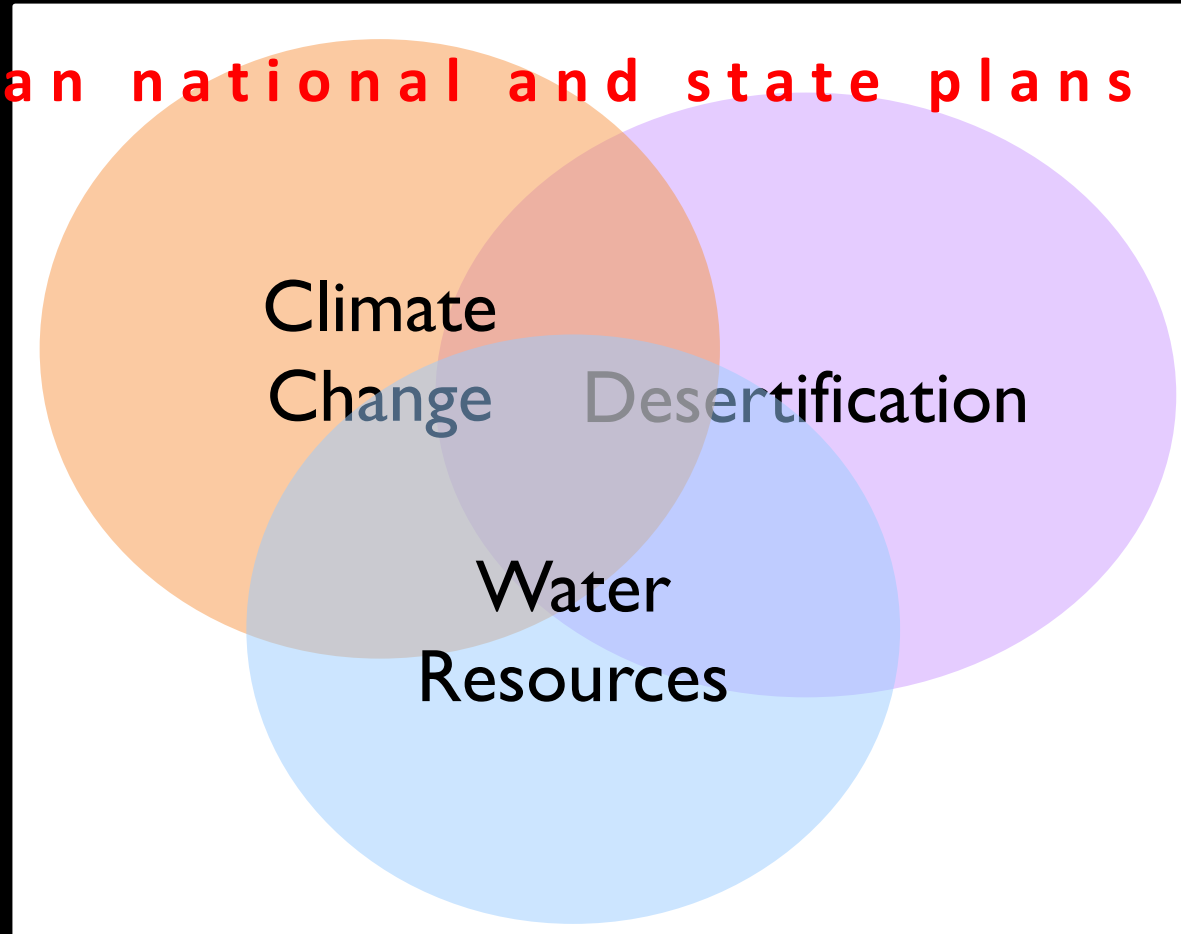 an national and state plans
Climate
Change
Desertification
Water
Resources